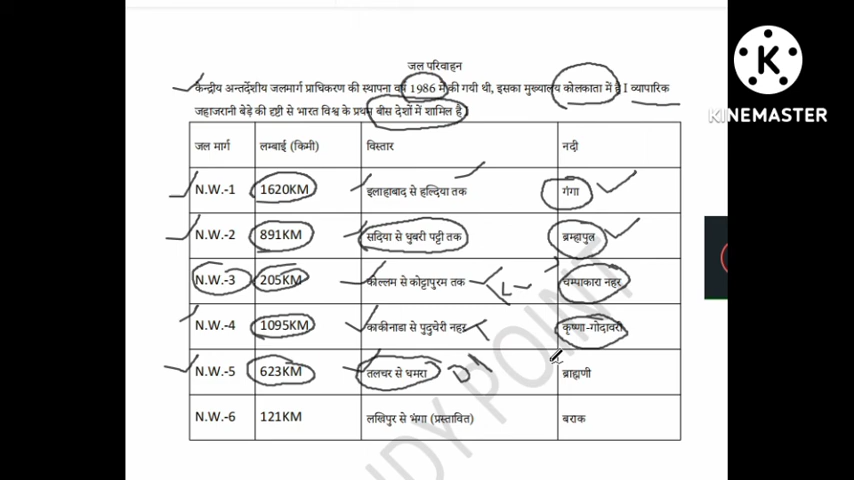 जल परिवाहन
केन्द्रीय अन्तर्देशीय जलमार्ग प्राधिकरण की स्थापना वर्ष 1986 में की गयी थी, इसका मुख्यालय कोलकाता में है I व्यापारिक
जहाजरानी बेड़े की दृष्टी से भारत विश्व के प्रथम बीस देशों में शामिल है I
जल मार्ग लम्बाई (किमी) विस्तार नदी
N.W.-1 1620KM इलाहाबाद से हल्दिया तक गंगा
N.W.-2 891KM सदिया से धुबरी पट्टी तक ब्रम्हापुत्र
N.W.-3 205KM कोल्लम से कोट्टापुरम तक चम्पाकारा नहर
N.W.-4 1095KM काकीनाडा से पुदुचेरी नहर कृष्णा-गोदावरी
N.W.-5 623KM तलचर से धमरा ब्राह्मणी
N.W.-6 121KM लखिपुर से भंगा (प्रस्तावित) बराक
UDY POINT
K
KINEMASTER